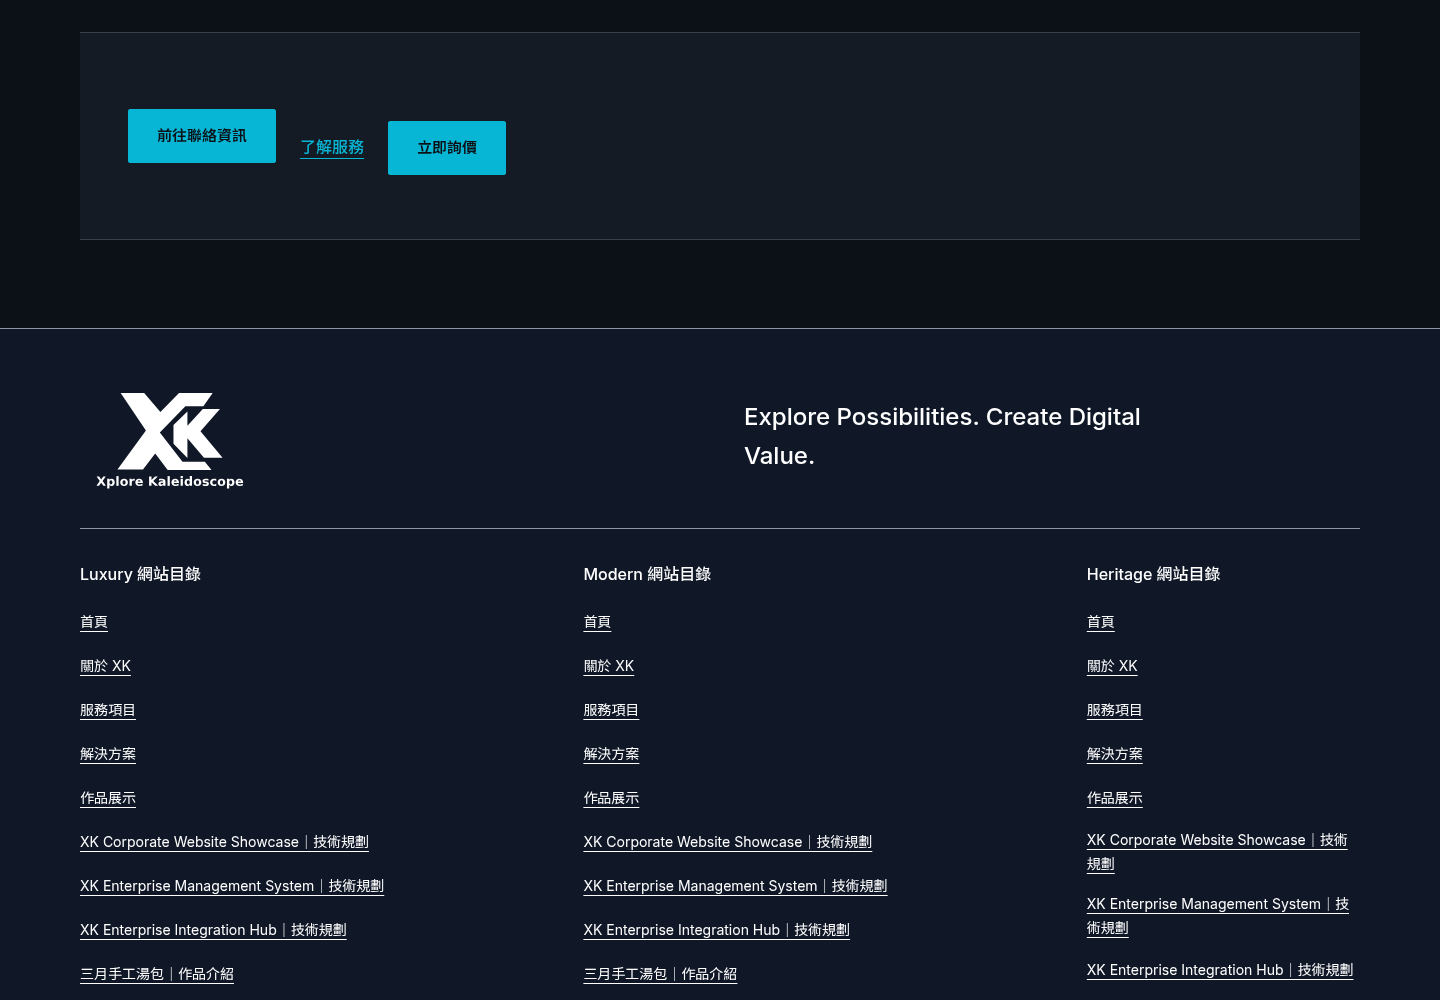 前往聯絡資訊
了解服務
立即詢價
Xplore Kaleidoscope
Explore Possibilities. Create Digital
Value.
Luxury 網站目錄
首頁
關於 XK
服務項目
解決方案
作品展示
XK Corporate Website Showcase｜技術規劃
XK Enterprise Management System｜技術規劃
XK Enterprise Integration Hub｜技術規劃
三月手工湯包｜作品介紹
Modern 網站目錄
首頁
關於 XK
服務項目
解決方案
作品展示
XK Corporate Website Showcase｜技術規劃
XK Enterprise Management System｜技術規劃
XK Enterprise Integration Hub｜技術規劃
三月手工湯包｜作品介紹
Heritage 網站目錄
首頁
關於 XK
服務項目
解決方案
作品展示
XK Corporate Website Showcase｜技術
規劃
XK Enterprise Management System｜技
術規劃
XK Enterprise Integration Hub｜技術規劃